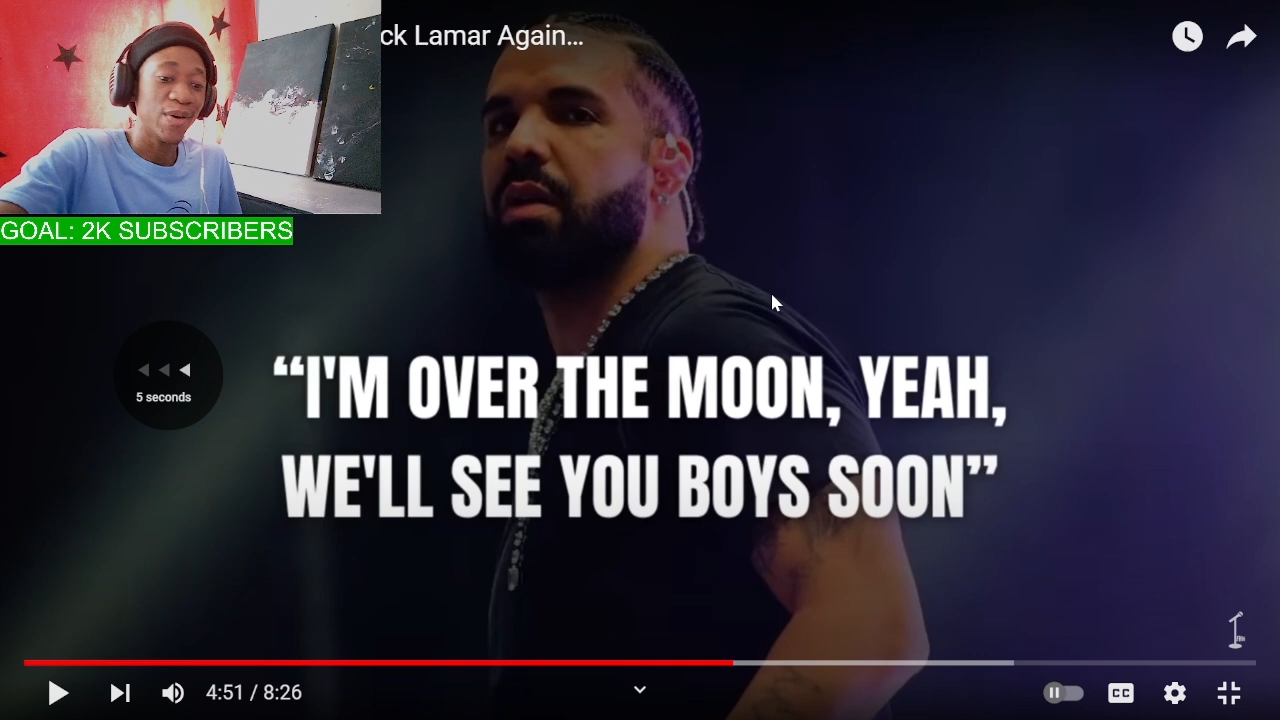 ck Lamar Again...
GOAL: 2K SUBSCRIBERS
5 seconds
“I'M OVER THE MOON, YEAH,
WE'LL SEE YOU BOYS SOON”
4:51 / 8:26
CC